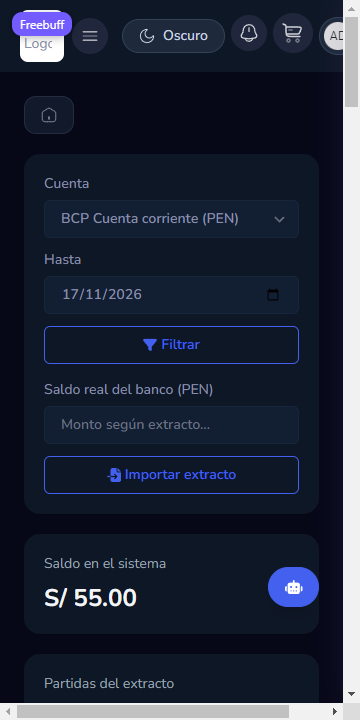 Freebuff
Logo
Oscuro
AD
Cuenta
BCP Cuenta corriente (PEN)
Hasta
17/11/2026
Filtrar
Saldo real del banco (PEN)
Monto según extracto...
Importar extracto
Saldo en el sistema
S/ 55.00
Partidas del extracto